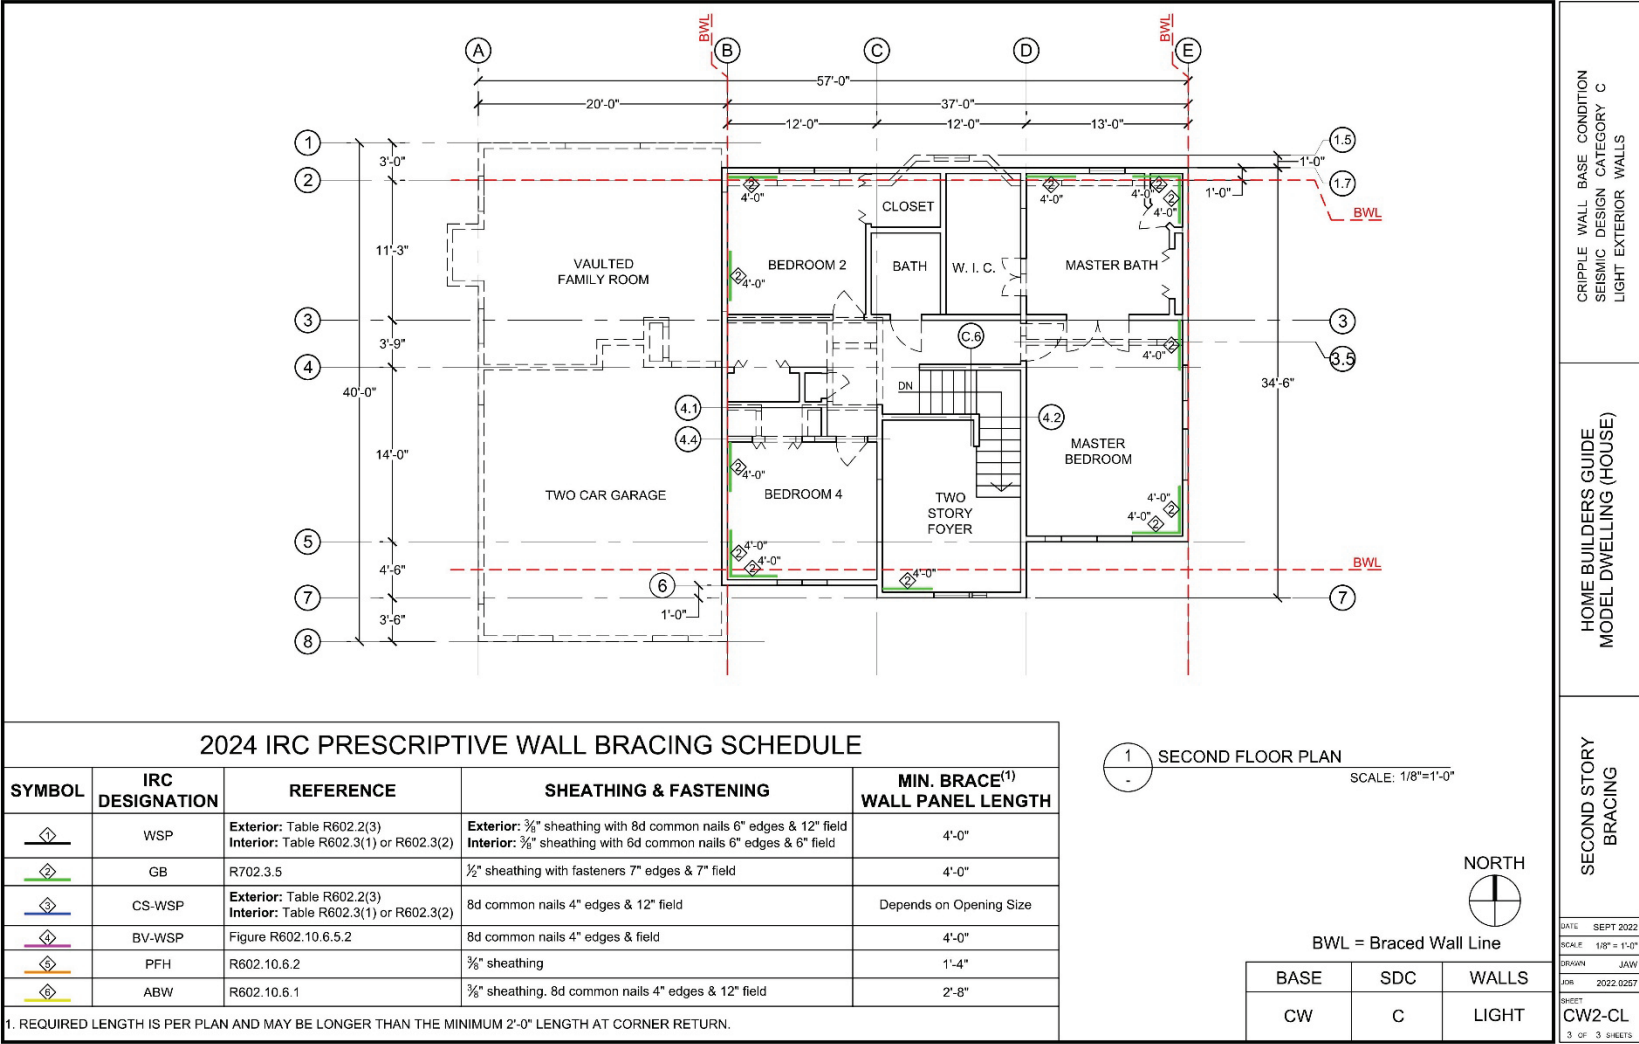 BWL
BWL
A
B
C
D
E
57'-0"
20'-0"
37'-0"
12'-0"
12'-0"
13'-0"
1
3'-0"
2
11'-3"
3
3'-9"
4
40'-0"
14'-0"
5
4'-6"
7
3'-6"
8
1.5
1'-0"
1.7
1'-0"
BWL
3
3.5
34'-6"
BWL
7
6
1'-0"
4.1
4.4
4.2
C.6
2
4'-0"
CLOSET
2
4'-0"
4'-0"
2
2
4'-0"
VAULTED
FAMILY ROOM
BEDROOM 2
BATH
W. I. C.
MASTER BATH
2
4'-0"
2
4'-0"
DN
MASTER
BEDROOM
2
4'-0"
TWO CAR GARAGE
BEDROOM 4
TWO
STORY
FOYER
4'-0"
2
4'-0"
2
2
4'-0"
2
4'-0"
2
4'-0"
2024 IRC PRESCRIPTIVE WALL BRACING SCHEDULE
SYMBOL
IRC
DESIGNATION
REFERENCE
SHEATHING & FASTENING
MIN. BRACE(1)
WALL PANEL LENGTH
1
WSP
Exterior: Table R602.2(3)
Interior: Table R602.3(1) or R602.3(2)
Exterior: ⅜" sheathing with 8d common nails 6" edges & 12" field
Interior: ⅜" sheathing with 6d common nails 6" edges & 6" field
4'-0"
2
GB
R702.3.5
½" sheathing with fasteners 7" edges & 7" field
4'-0"
3
CS-WSP
Exterior: Table R602.2(3)
Interior: Table R602.3(1) or R602.3(2)
8d common nails 4" edges & 12" field
Depends on Opening Size
4
BV-WSP
Figure R602.10.6.5.2
8d common nails 4" edges & field
4'-0"
5
PFH
R602.10.6.2
⅜" sheathing
1'-4"
6
ABW
R602.10.6.1
⅜" sheathing. 8d common nails 4" edges & 12" field
2'-8"
1. REQUIRED LENGTH IS PER PLAN AND MAY BE LONGER THAN THE MINIMUM 2'-0" LENGTH AT CORNER RETURN.
1
-
SECOND FLOOR PLAN
SCALE: 1/8"=1'-0"
NORTH
BWL = Braced Wall Line
BASE
SDC
WALLS
CW
C
LIGHT
CRIPPLE WALL BASE CONDITION
SEISMIC DESIGN CATEGORY C
LIGHT EXTERIOR WALLS
HOME BUILDERS GUIDE
MODEL DWELLING (HOUSE)
SECOND STORY
BRACING
DATE SEPT 2022
SCALE 1/8" = 1'-0"
DRAWN JAW
JOB 2022.0257
SHEET
CW2-CL
3 OF 3 SHEETS